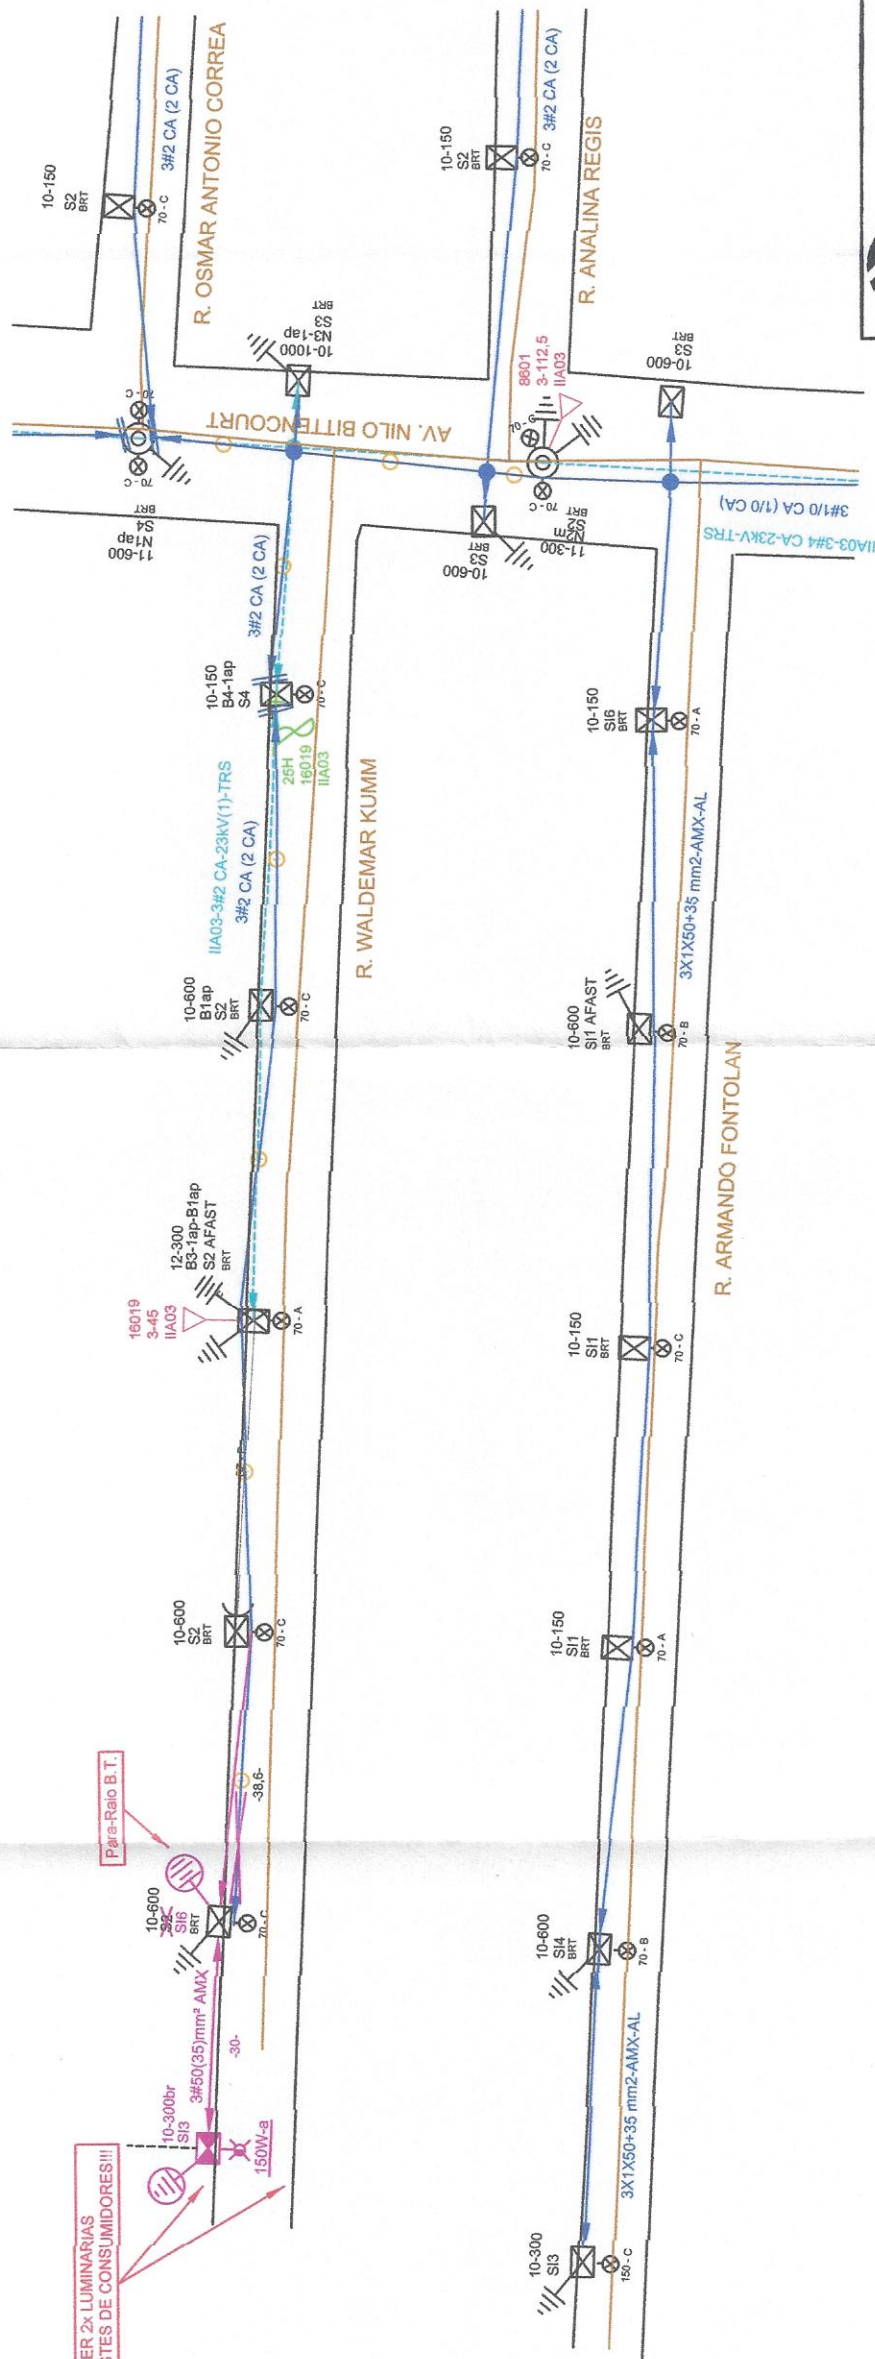 10-150
S2
BRT
70 - C
3#2 CA (2 CA)
R. OSMAR ANTONIO CORREA
10-150
S2
BRT
70 - C
3#2 CA (2 CA)
R. ANALINA REGIS
70 - C
70 - C
11-600
N1ap
S4
AV. NILO BITTENCOURT
10-1000
N3-1ap
S3
BRT
8601
3-112,5
IIA03
70 - C
70 - C
11-300
S2
BRT
10-600
S3
BRT
10-600
S3
BRT
3#1/0 CA (1/0 CA)
IIA03-3#4 CA-23kV-TRS
3#2 CA (2 CA)
10-150
B4-1ap
S4
70 - C
25H
16019
IIA03
IIA03-3#2 CA-23kV(1)-TRS
3#2 CA (2 CA)
R. WALDEMAR KUMM
10-600
B1ap
S2
BRT
70 - C
12-300
B3-1ap-B1ap
S2 AFAST
BRT
16019
3-45
IIA03
70 - A
10-600
S2
BRT
70 - C
-38,6-
Para-Raio B.T.
10-600
S2
SI6
BRT
70 - C
3#50(35)mm² AMX
-30-
10-300br
SI3
150W-a
ER 2x LUMINARIAS
STES DE CONSUMIDORES!!!
10-150
SI6
BRT
70 - A
3X1X50+35 mm2-AMX-AL
10-600
SI1 AFAST
BRT
70 - B
R. ARMANDO FONTOLAN
10-150
SI1
BRT
70 - C
10-150
SI1
BRT
70 - A
10-600
SI4
BRT
70 - B
3X1X50+35 mm2-AMX-AL
10-300
SI3
150 - C